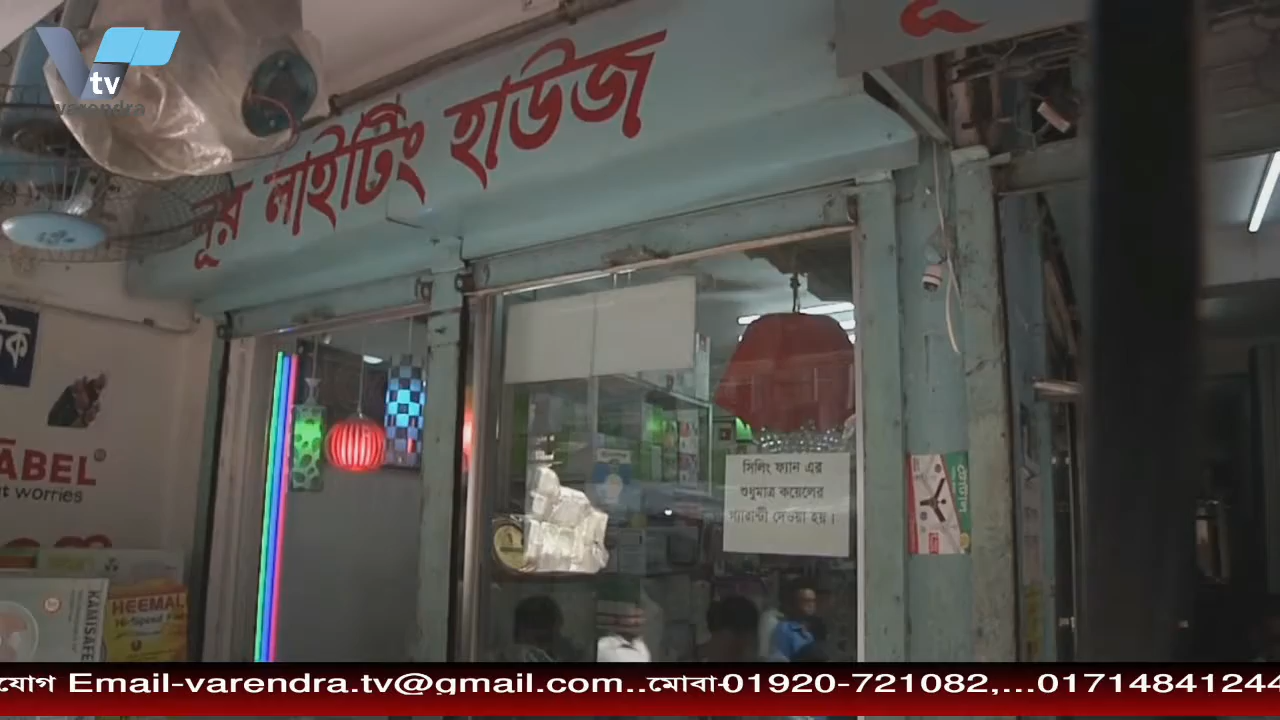 tv
varendra
নূর লাইটিং হাউজ
ABEL
t worries
সিলিং ফ্যান এর
শুধুমাত্র কয়েলের
গ্যারান্টী দেওয়া হয়।
KAMISAFE
HEEMAL
Hi-Speed Fan
যোগ Email-varendra.tv@gmail.com..মোবা-01920-721082,...01714841244